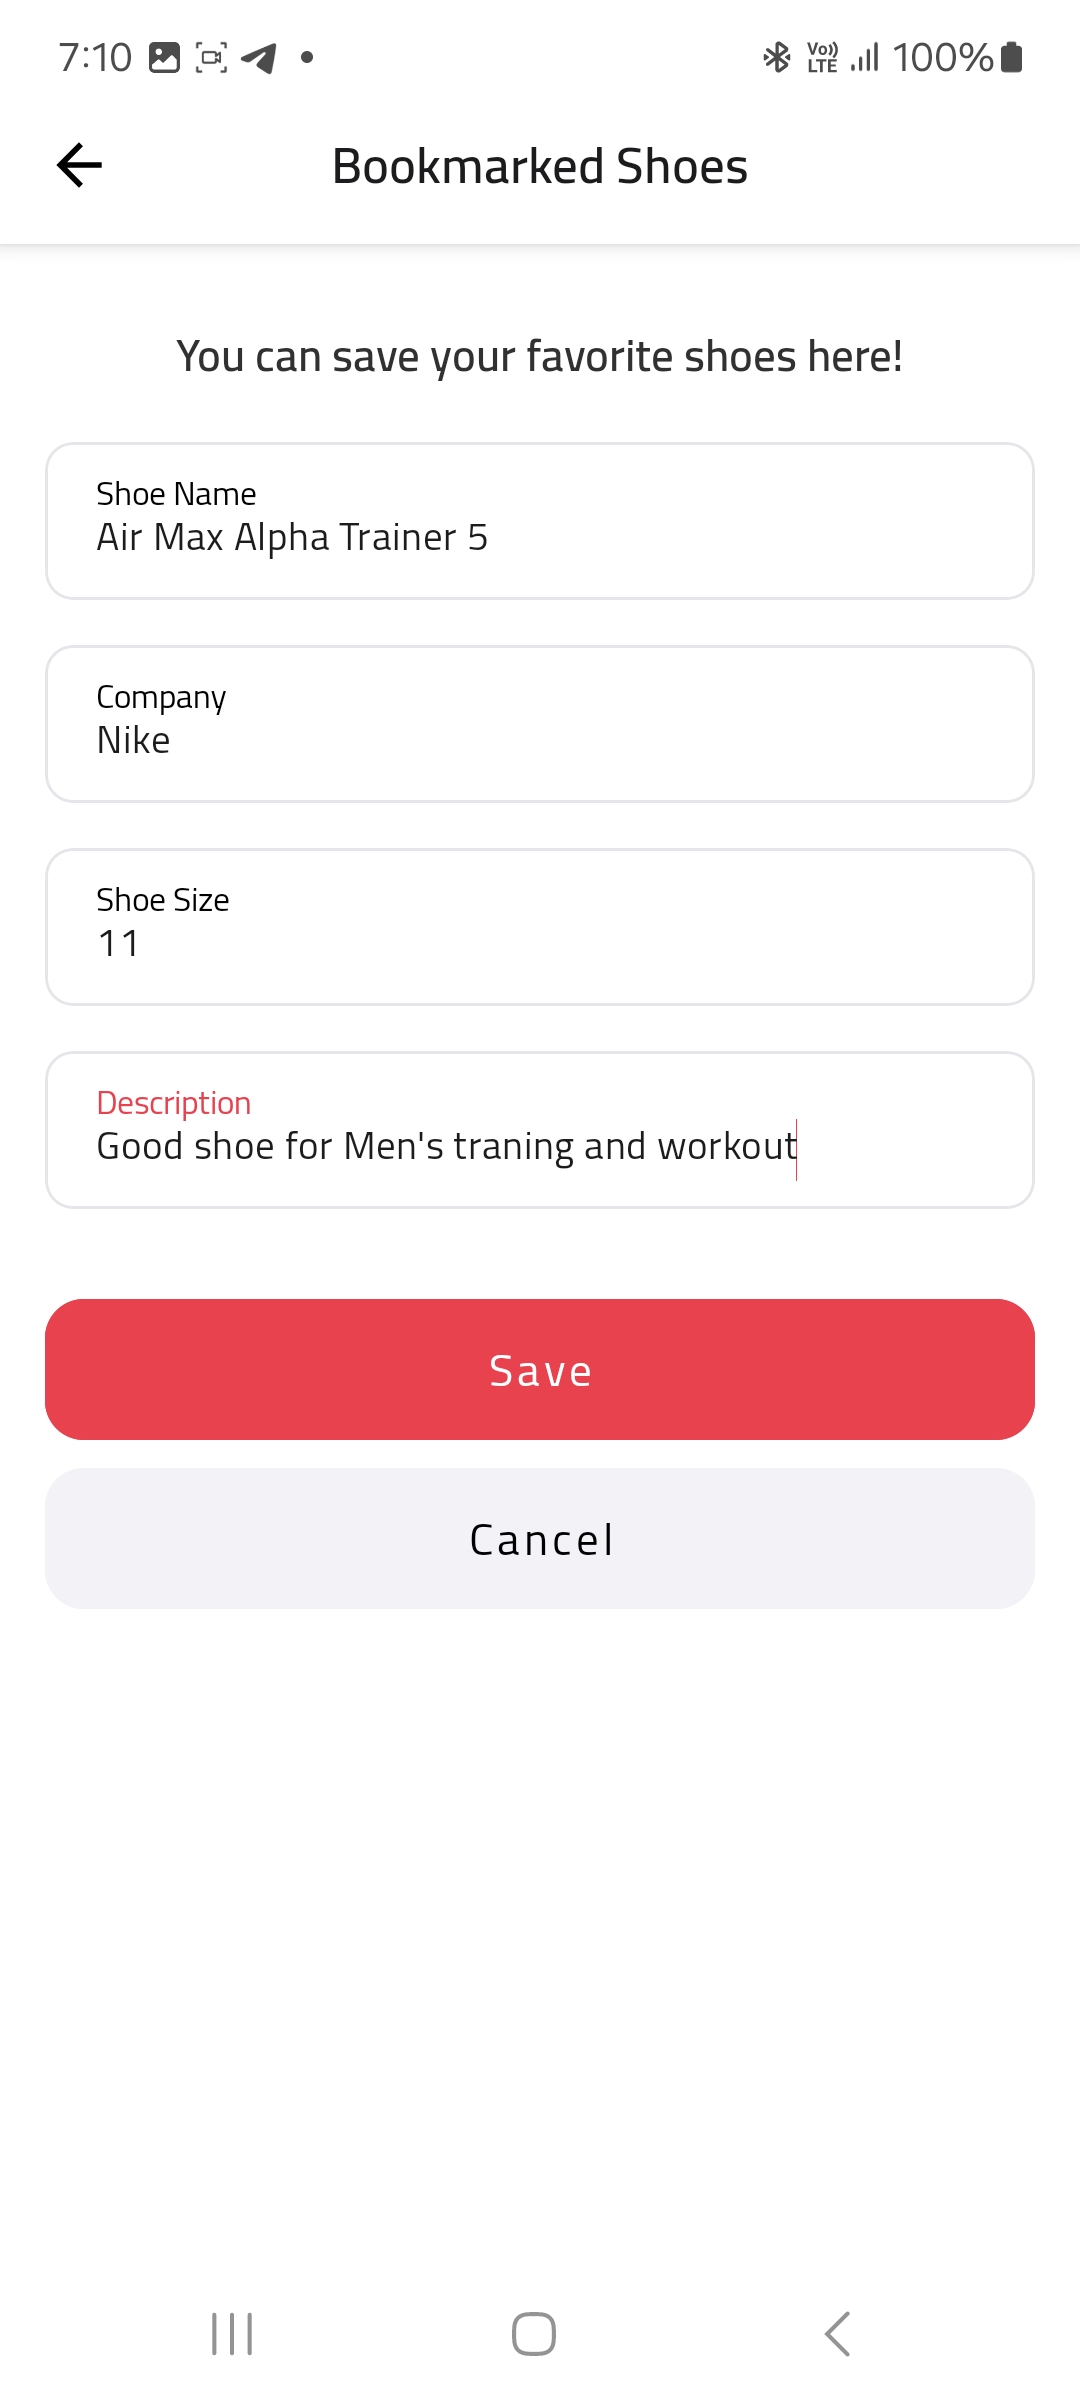 7:10 Vo)) LTE 100%
Bookmarked Shoes
You can save your favorite shoes here!
Shoe Name
Air Max Alpha Trainer 5
Company
Nike
Shoe Size
11
Description
Good shoe for Men's traning and workout
Save
Cancel